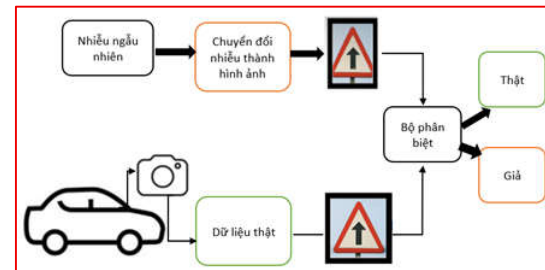 Nhiễu ngẫu
nhiên
Chuyển đổi
nhiễu thành
hình ảnh
Thật
Bộ phân
biệt
Giả
Dữ liệu thật